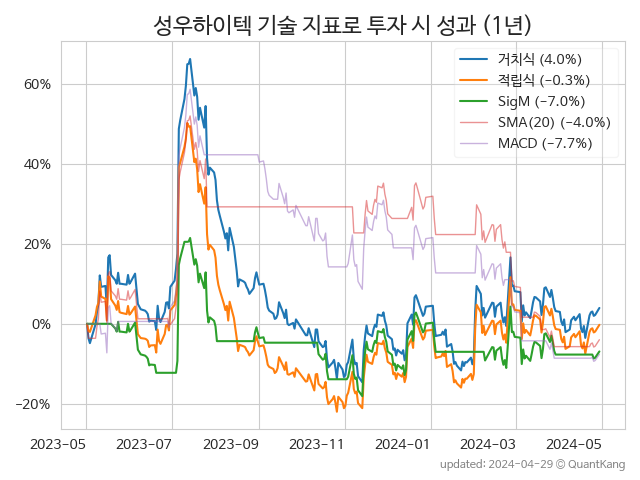 성우하이텍 기술 지표로 투자 시 성과 (1년)
거치식 (4.0%)
적립식 (−0.3%)
SigM (−7.0%)
SMA(20) (−4.0%)
MACD (−7.7%)
60%
40%
20%
0%
−20%
2023-05 2023-07 2023-09 2023-11 2024-01 2024-03 2024-05
updated: 2024-04-29 © QuantKang